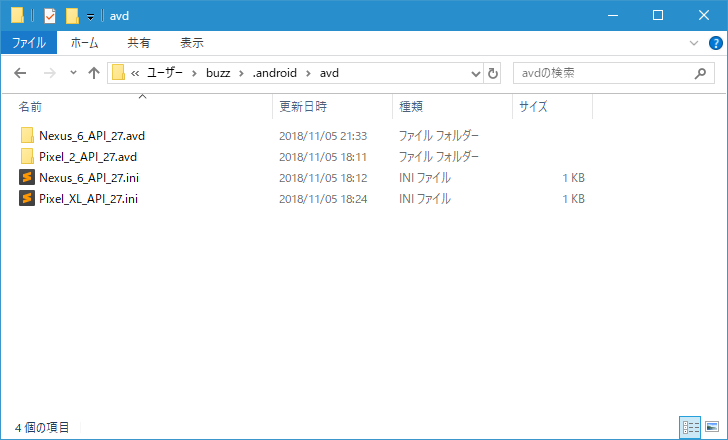 avd
ファイル ホーム 共有 表示
« ユーザー › buzz › .android › avd avdの検索
名前 更新日時 種類 サイズ
Nexus_6_API_27.avd 2018/11/05 21:33 ファイル フォルダー
Pixel_2_API_27.avd 2018/11/05 18:11 ファイル フォルダー
Nexus_6_API_27.ini 2018/11/05 18:12 INI ファイル 1 KB
Pixel_XL_API_27.ini 2018/11/05 18:24 INI ファイル 1 KB
4 個の項目